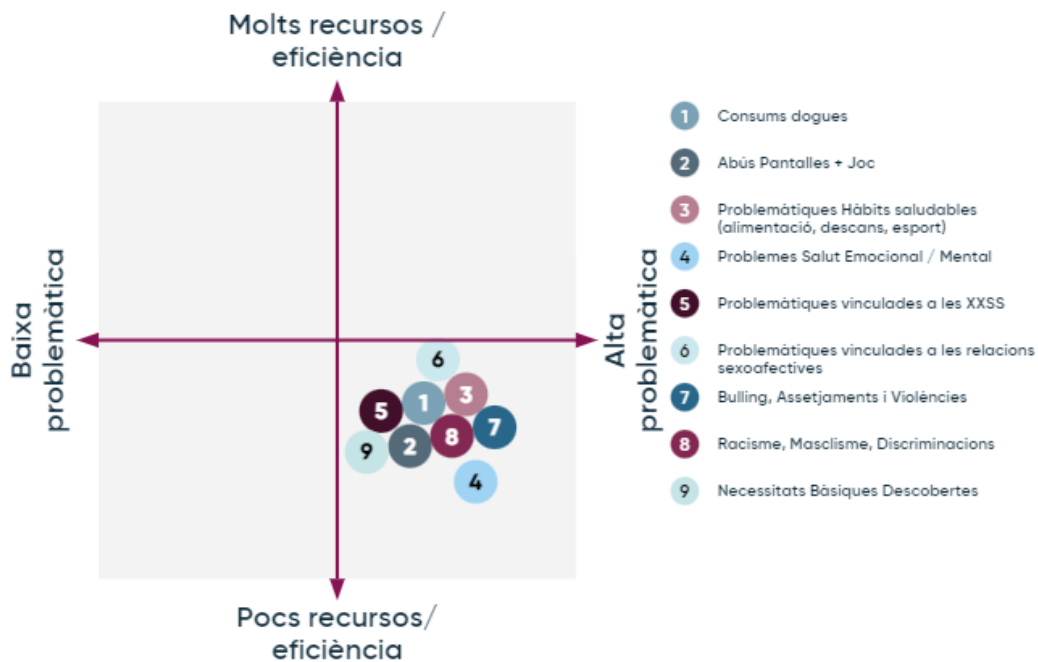 Molts recursos /
eficiència
Baixa
problemàtica
Alta
problemàtica
6
5
1
3
9
2
8
7
4
Pocs recursos/
eficiència
1 Consums dogues
2 Abús Pantalles + Joc
3 Problemàtiques Hàbits saludables
(alimentació, descans, esport)
4 Problemes Salut Emocional / Mental
5 Problemàtiques vinculades a les XXSS
6 Problemàtiques vinculades a les relacions
sexoafectives
7 Bulling, Assetjaments i Violències
8 Racisme, Masclisme, Discriminacions
9 Necessitats Bàsiques Descobertes